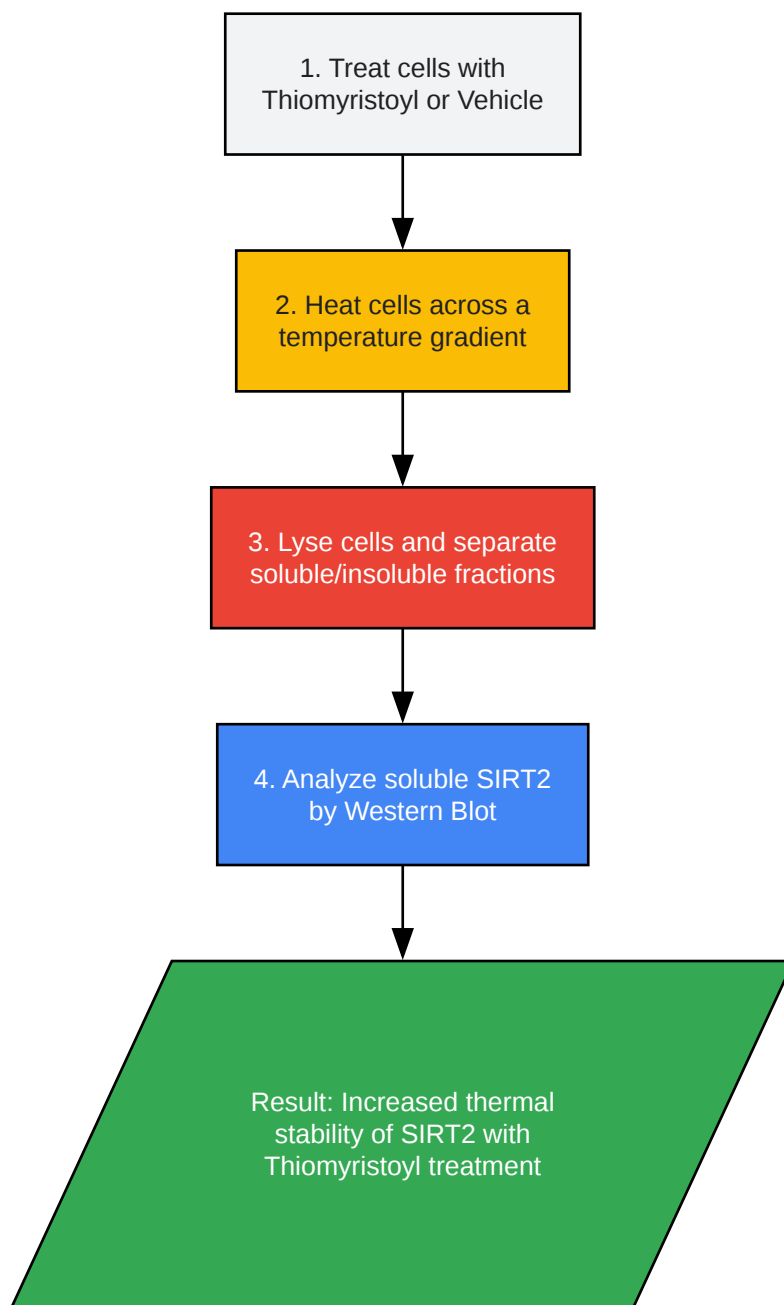 1. Treat cells with
Thiomyristoyl or Vehicle
2. Heat cells across a
temperature gradient
3. Lyse cells and separate
soluble/insoluble fractions
4. Analyze soluble SIRT2
by Western Blot
Result: Increased thermal
stability of SIRT2 with
Thiomyristoyl treatment